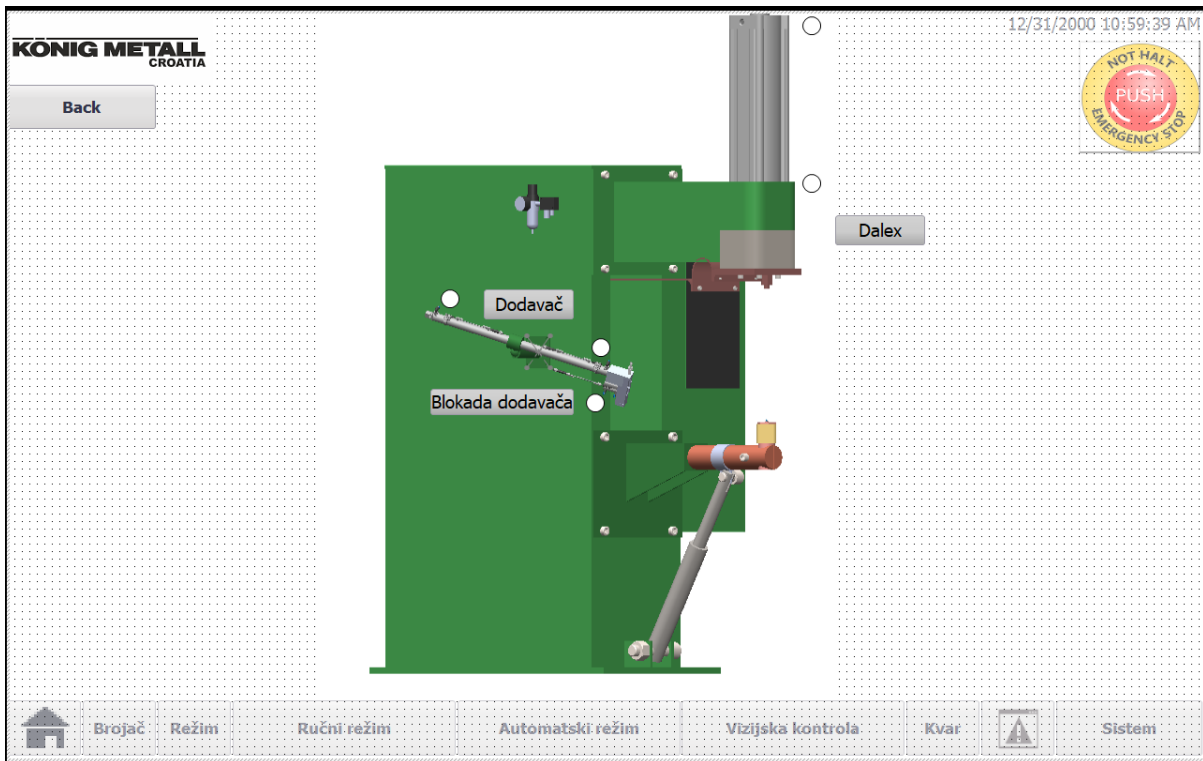 12/31/2000 10:59:39 AM
KÖNIG METALL
CROATIA
NOT HALT
PUSH
EMERGENCY STOP
Back
Dalex
Dodavač
Blokada dodavača
Brojač
Režim
Ručni režim
Automatski režim
Vizijska kontrola
Kvar
Sistem